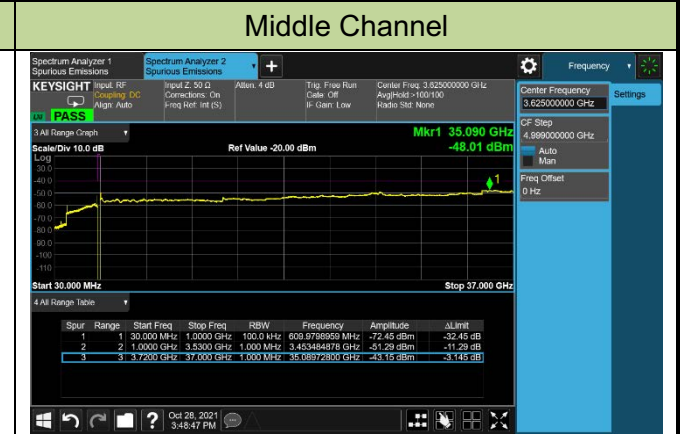 Middle Channel
Spectrum Analyzer 1
Spurious Emissions
Spectrum Analyzer 2
Spurious Emissions
Frequency
KEYSIGHT
Input: RF
Coupling: DC
Align: Auto
Input Z: 50 Ω
Corrections: On
Freq Ref: Int (S)
Atten: 4 dB
Trig: Free Run
Gate: Off
IF Gain: Low
Center Freq: 3.625000000 GHz
Avg|Hold:>100/100
Radio Std: None
PASS
Center Frequency
3.625000000 GHz
Settings
CF Step
4.999000000 GHz
Auto
Man
Freq Offset
0 Hz
3 All Range Graph
Mkr1 35.090 GHz
Scale/Div 10.0 dB
Ref Value -20.00 dBm
-48.01 dBm
Log
-30.0
-40.0
-50.0
-60.0
-70.0
-80.0
-90.0
-100
-110
1
Start 30.000 MHz
Stop 37.000 GHz
4 All Range Table
Spur Range Start Freq Stop Freq RBW Frequency Amplitude ΔLimit
1 1 30.000 MHz 1.0000 GHz 100.0 kHz 609.9798959 MHz -72.45 dBm -32.45 dB
2 2 1.0000 GHz 3.5300 GHz 1.000 MHz 3.453484878 GHz -51.29 dBm -11.29 dB
3 3 3.7200 GHz 37.000 GHz 1.000 MHz 35.08972800 GHz -43.15 dBm -3.145 dB
Oct 28, 2021
3:48:47 PM